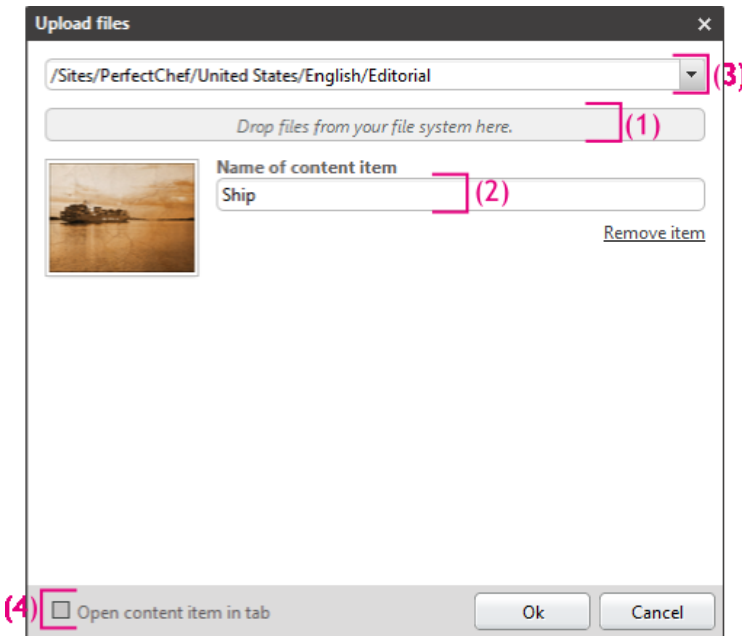 Upload files ×
/Sites/PerfectChef/United States/English/Editorial (3)
Drop files from your file system here. (1)
Name of content item
Ship (2)
Remove item
(4) Open content item in tab Ok Cancel